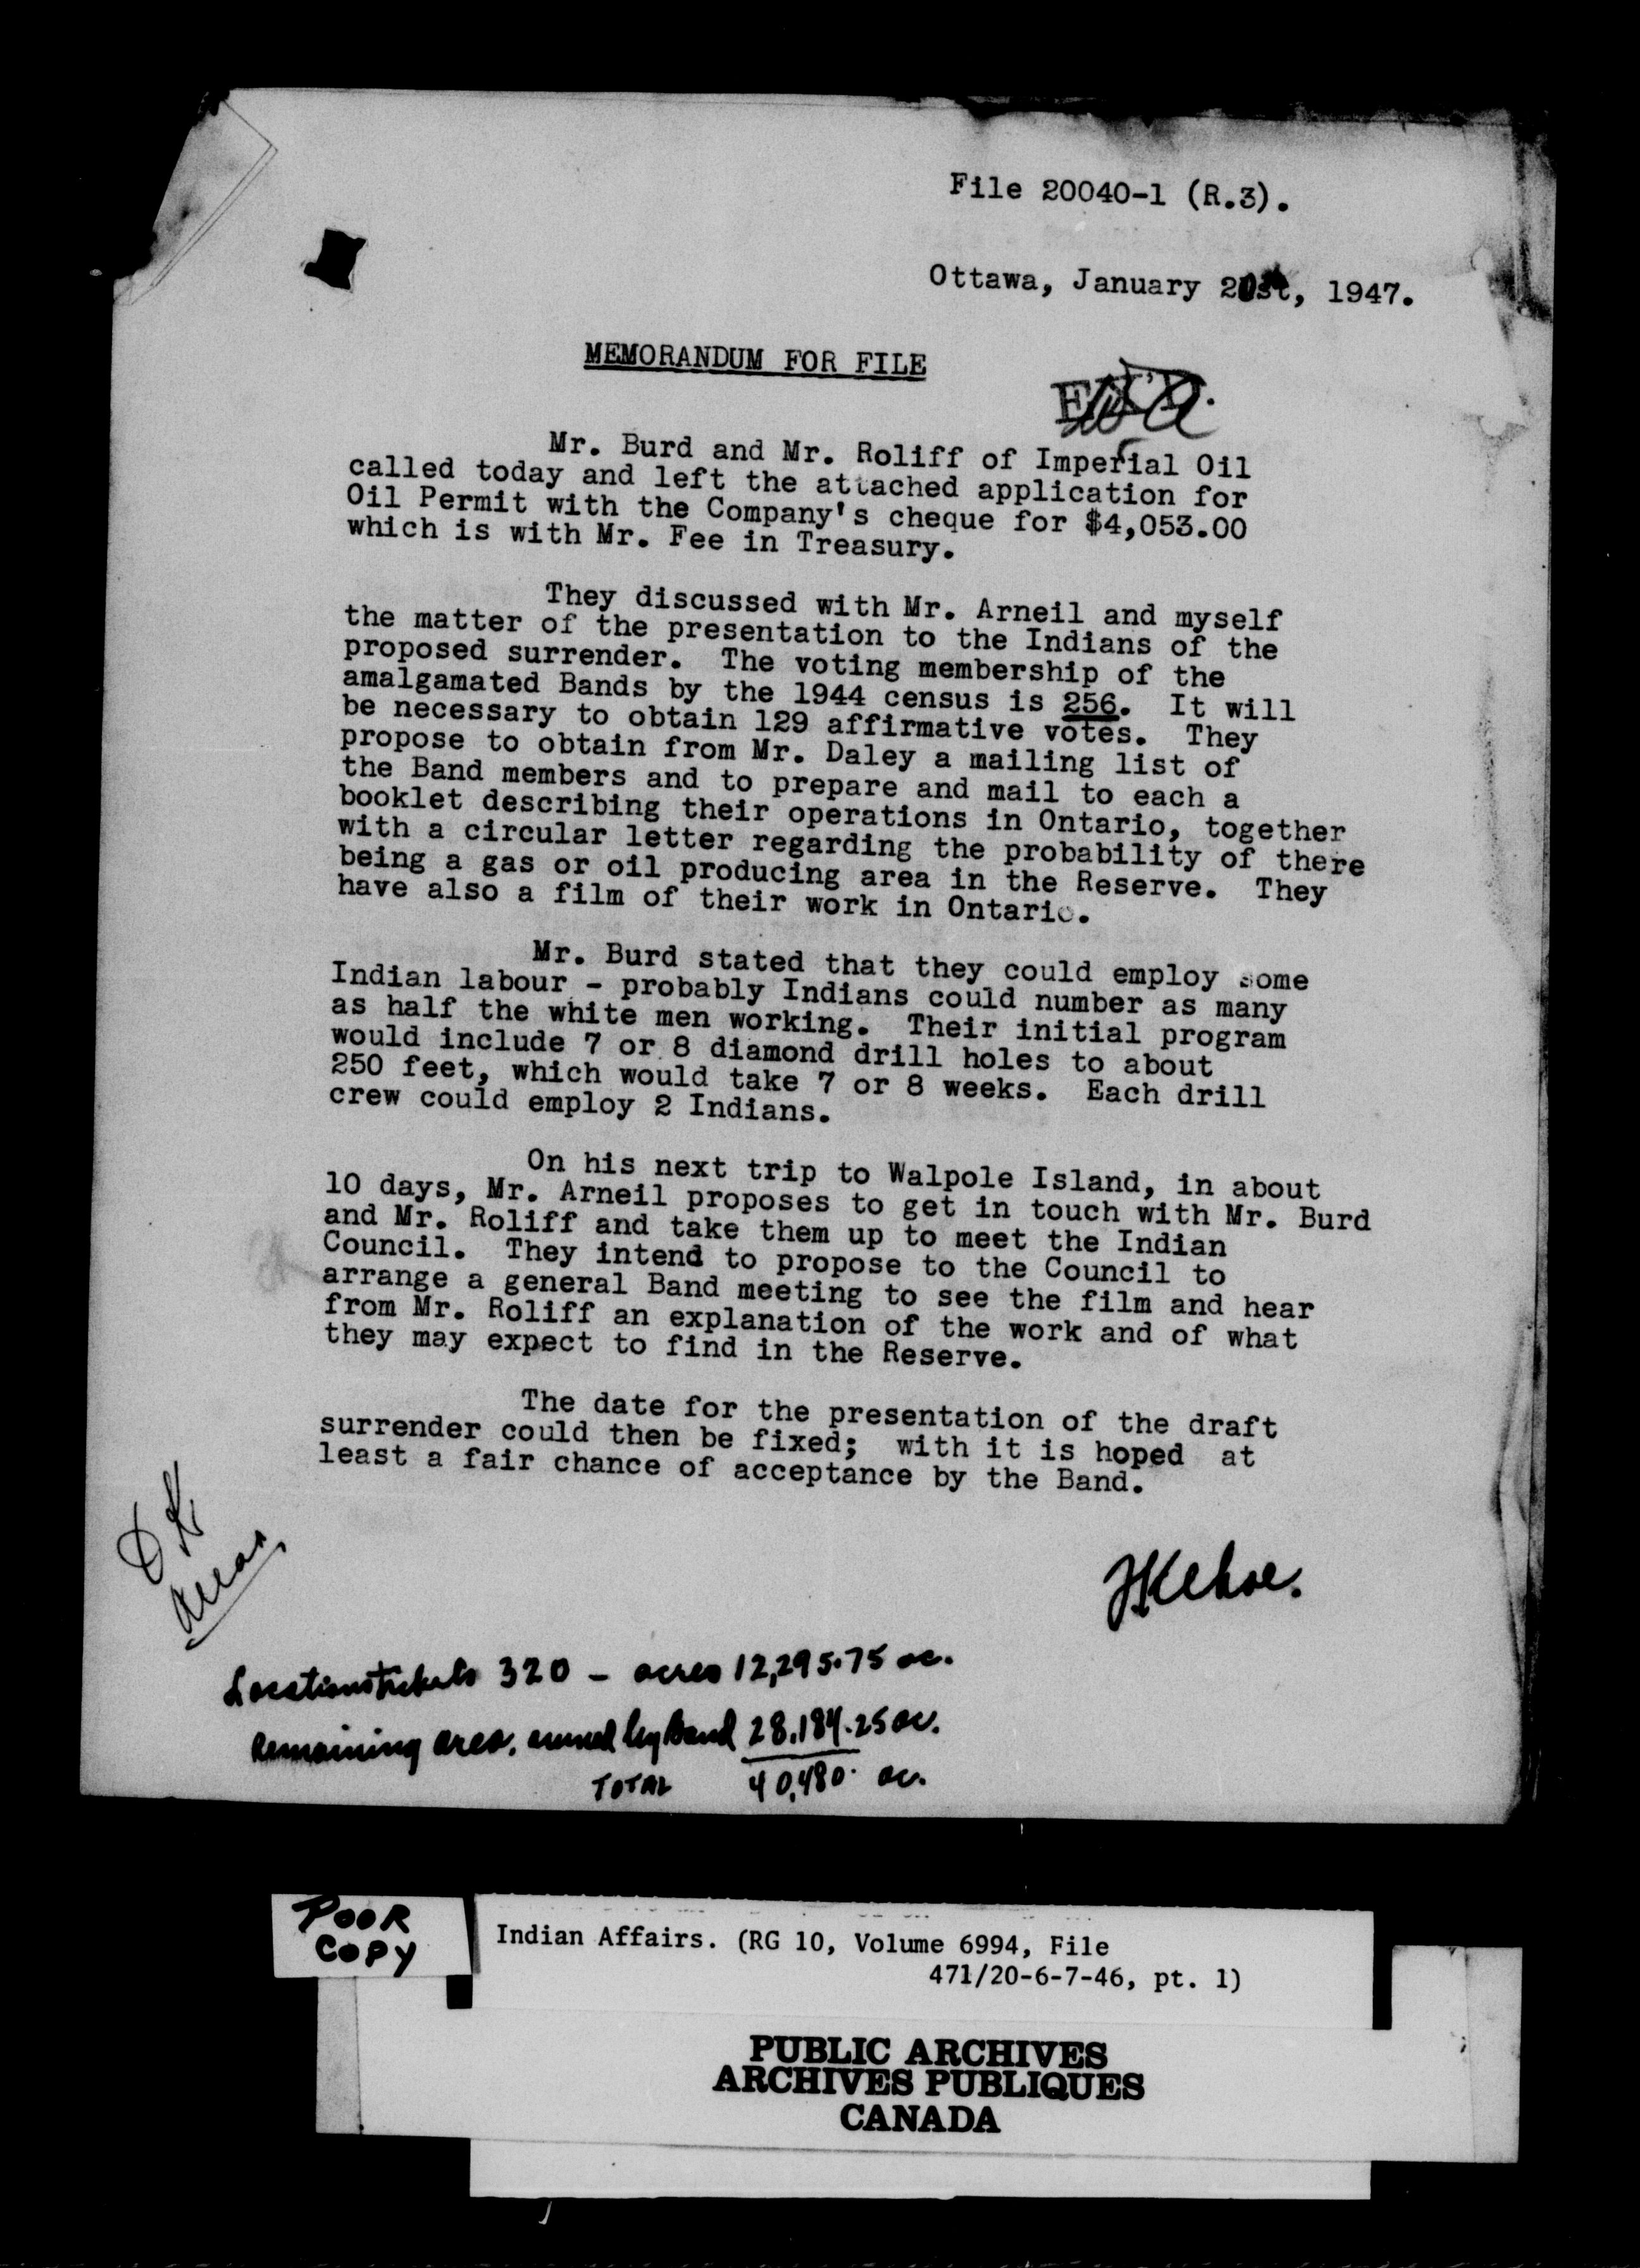 File 20040-1 (R.3).
Ottawa, January 20st, 1947.
MEMORANDUM FOR FILE
Mr. Burd and Mr. Roliff of Imperial Oil
called today and left the attached application for
Oil Permit with the Company's cheque for $4,053.00
which is with Mr. Fee in Treasury.
They discussed with Mr. Arneil and myself
the matter of the presentation to the Indians of the
proposed surrender. The voting membership of the
amalgamated Bands by the 1944 census is 256. It will
be necessary to obtain 129 affirmative votes. They
propose to obtain from Mr. Daley a mailing list of
the Band members and to prepare and mail to each a
booklet describing their operations in Ontario, together
with a circular letter regarding the probability of there
being a gas or oil producing area in the Reserve. They
have also a film of their work in Ontario.
Mr. Burd stated that they could employ some
Indian labour - probably Indians could number as many
as half the white men working. Their initial program
would include 7 or 8 diamond drill holes to about
250 feet, which would take 7 or 8 weeks. Each drill
crew could employ 2 Indians.
On his next trip to Walpole Island, in about
10 days, Mr. Arneil proposes to get in touch with Mr. Burd
and Mr. Roliff and take them up to meet the Indian
Council. They intend to propose to the Council to
arrange a general Band meeting to see the film and hear
from Mr. Roliff an explanation of the work and of what
they may expect to find in the Reserve.
The date for the presentation of the draft
surrender could then be fixed; with it is hoped at
least a fair chance of acceptance by the Band.
Locations tickets 320 - acres 12,295.75 ac.
Remaining area, owned by Band 28,184.25 ac.
TOTAL 40,480. ac.
POOR
COPY
Indian Affairs. (RG 10, Volume 6994, File
471/20-6-7-46, pt. 1)
PUBLIC ARCHIVES
ARCHIVES PUBLIQUES
CANADA